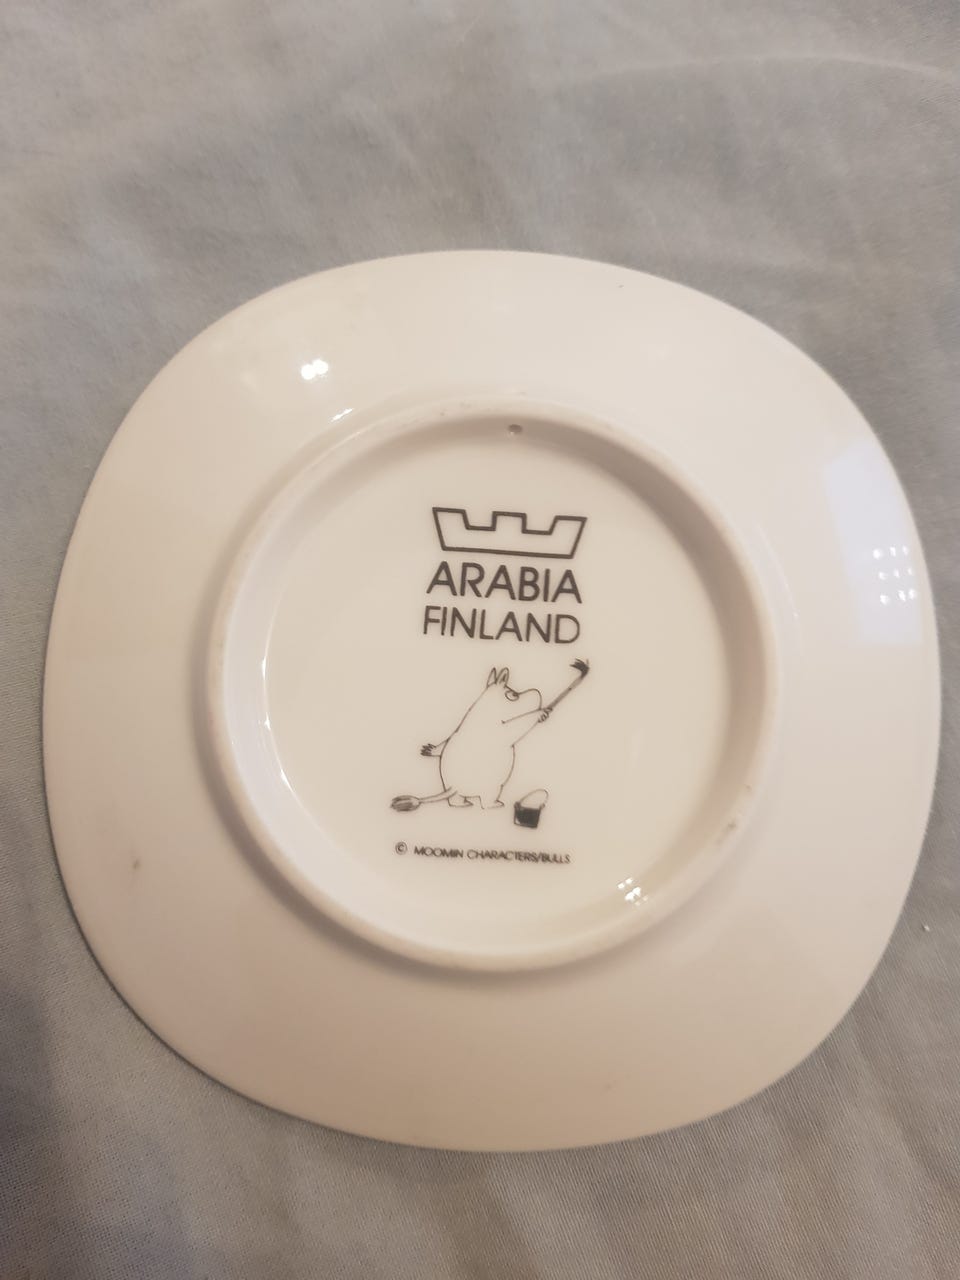 ARABIA
FINLAND
© MOOMIN CHARACTERS/BULLS